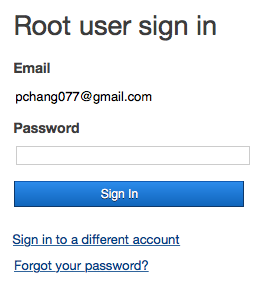 Root user sign in
Email
pchang077@gmail.com
Password
Sign In
Sign in to a different account
Forgot your password?